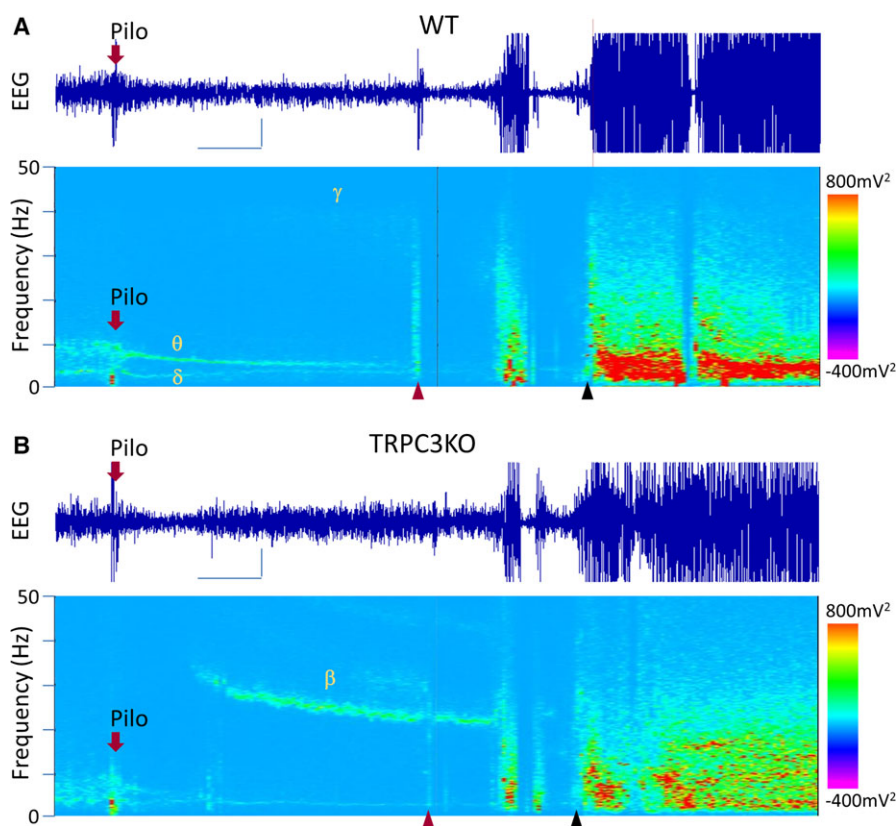 A
WT
Pilo
EEG
50
γ
800mV²
Frequency (Hz)
Pilo
θ
δ
0
-400mV²
B
TRPC3KO
Pilo
EEG
50
β
800mV²
Frequency (Hz)
Pilo
0
-400mV²